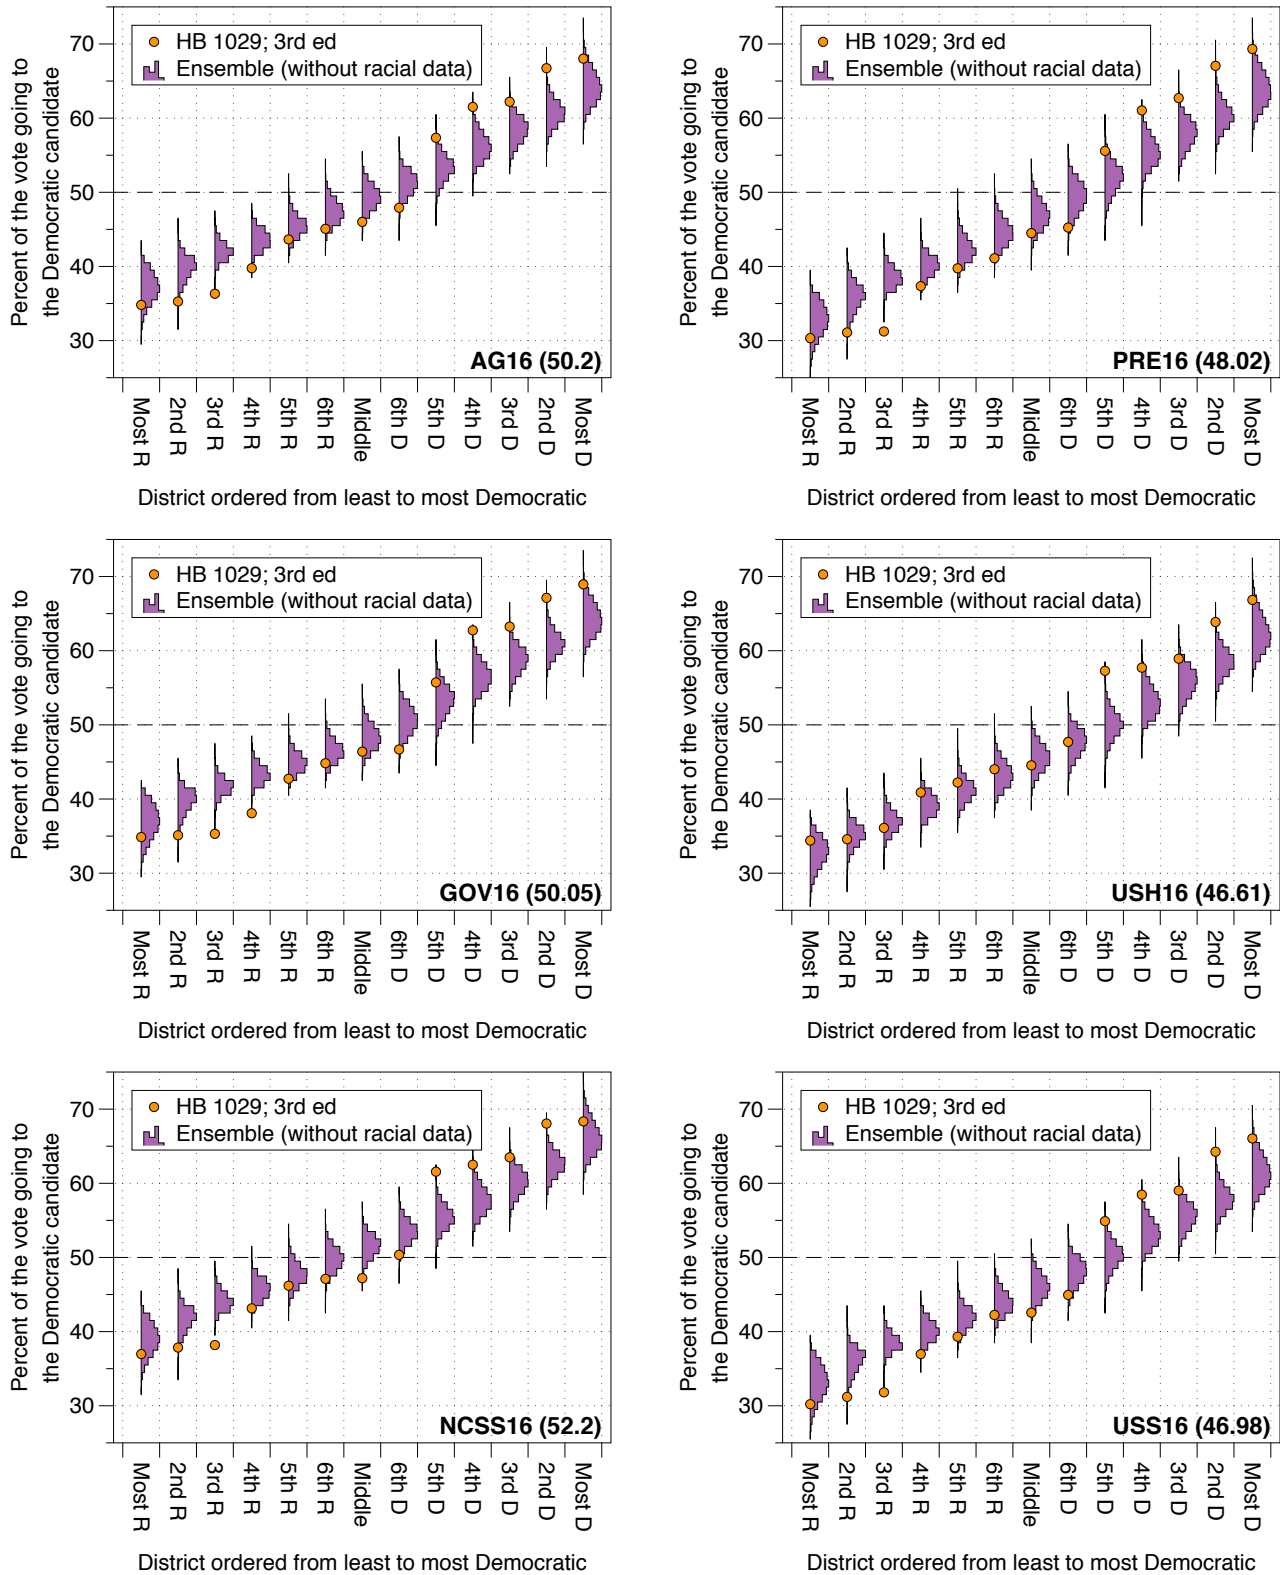 Percent of the vote going to
the Democratic candidate
70
60
50
40
30
HB 1029; 3rd ed
Ensemble (without racial data)
AG16 (50.2)
Most R
2nd R
3rd R
4th R
5th R
6th R
Middle
6th D
5th D
4th D
3rd D
2nd D
Most D
District ordered from least to most Democratic
Percent of the vote going to
the Democratic candidate
70
60
50
40
30
HB 1029; 3rd ed
Ensemble (without racial data)
PRE16 (48.02)
Most R
2nd R
3rd R
4th R
5th R
6th R
Middle
6th D
5th D
4th D
3rd D
2nd D
Most D
District ordered from least to most Democratic
Percent of the vote going to
the Democratic candidate
70
60
50
40
30
HB 1029; 3rd ed
Ensemble (without racial data)
GOV16 (50.05)
Most R
2nd R
3rd R
4th R
5th R
6th R
Middle
6th D
5th D
4th D
3rd D
2nd D
Most D
District ordered from least to most Democratic
Percent of the vote going to
the Democratic candidate
70
60
50
40
30
HB 1029; 3rd ed
Ensemble (without racial data)
USH16 (46.61)
Most R
2nd R
3rd R
4th R
5th R
6th R
Middle
6th D
5th D
4th D
3rd D
2nd D
Most D
District ordered from least to most Democratic
Percent of the vote going to
the Democratic candidate
70
60
50
40
30
HB 1029; 3rd ed
Ensemble (without racial data)
NCSS16 (52.2)
Most R
2nd R
3rd R
4th R
5th R
6th R
Middle
6th D
5th D
4th D
3rd D
2nd D
Most D
District ordered from least to most Democratic
Percent of the vote going to
the Democratic candidate
70
60
50
40
30
HB 1029; 3rd ed
Ensemble (without racial data)
USS16 (46.98)
Most R
2nd R
3rd R
4th R
5th R
6th R
Middle
6th D
5th D
4th D
3rd D
2nd D
Most D
District ordered from least to most Democratic